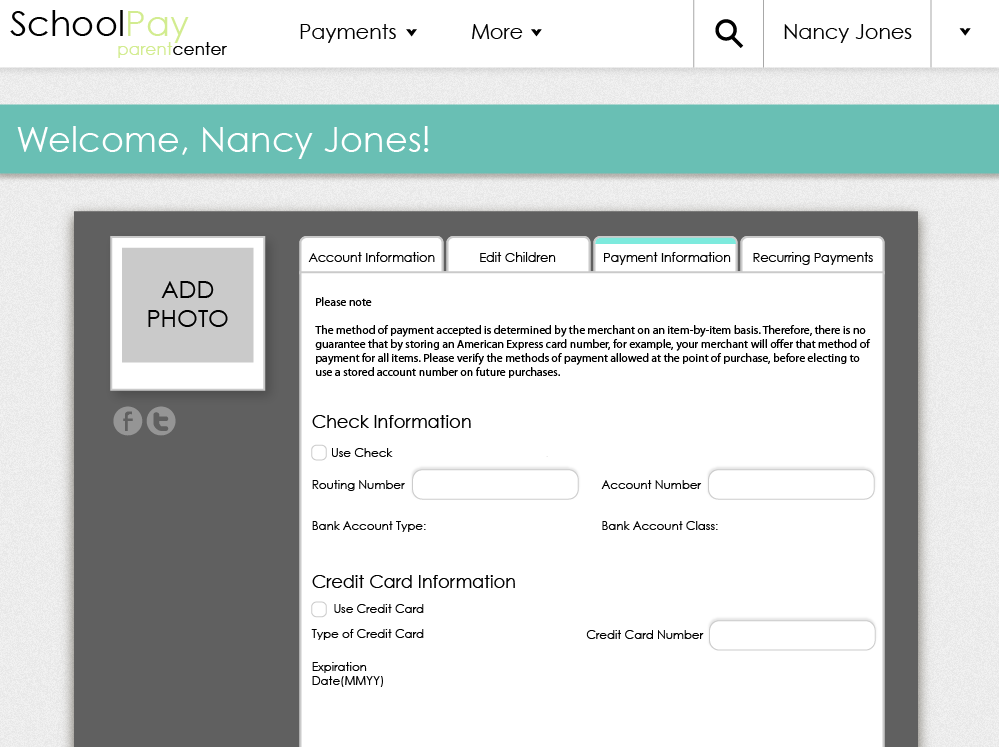 SchoolPay
parentcenter
Payments
More
Nancy Jones
Welcome, Nancy Jones!
ADD
PHOTO
Account Information
Edit Children
Payment Information
Recurring Payments
Please note
The method of payment accepted is determined by the merchant on an item-by-item basis. Therefore, there is no
guarantee that by storing an American Express card number, for example, your merchant will offer that method of
payment for all items. Please verify the methods of payment allowed at the point of purchase, before electing to
use a stored account number on future purchases.
Check Information
Use Check
Routing Number
Account Number
Bank Account Type:
Bank Account Class:
Credit Card Information
Use Credit Card
Type of Credit Card
Credit Card Number
Expiration
Date(MMYY)